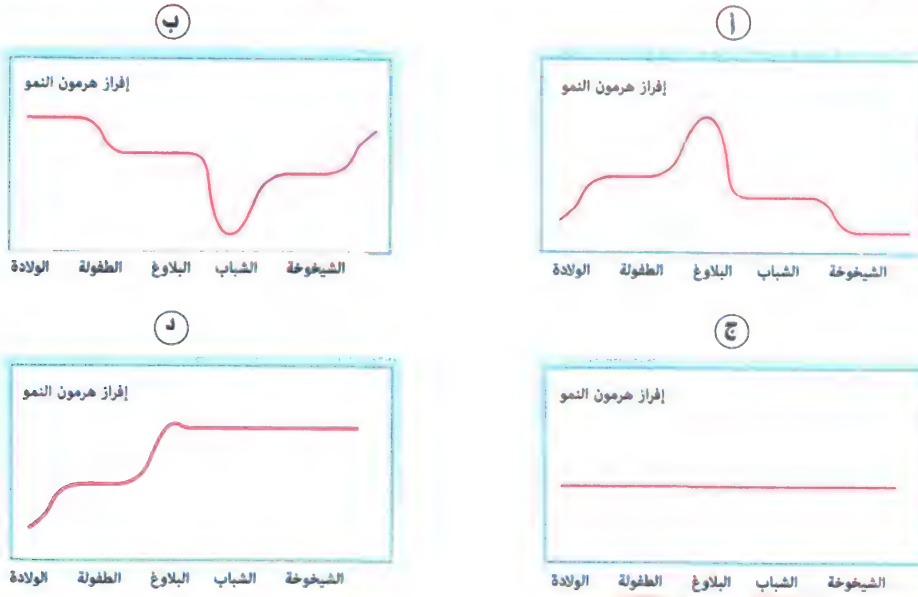 أ
إفراز هرمون النمو
الولادة الطفولة البلاوغ الشباب الشيخوخة
ب
إفراز هرمون النمو
الولادة الطفولة البلاوغ الشباب الشيخوخة
ج
إفراز هرمون النمو
الولادة الطفولة البلاوغ الشباب الشيخوخة
د
إفراز هرمون النمو
الولادة الطفولة البلاوغ الشباب الشيخوخة